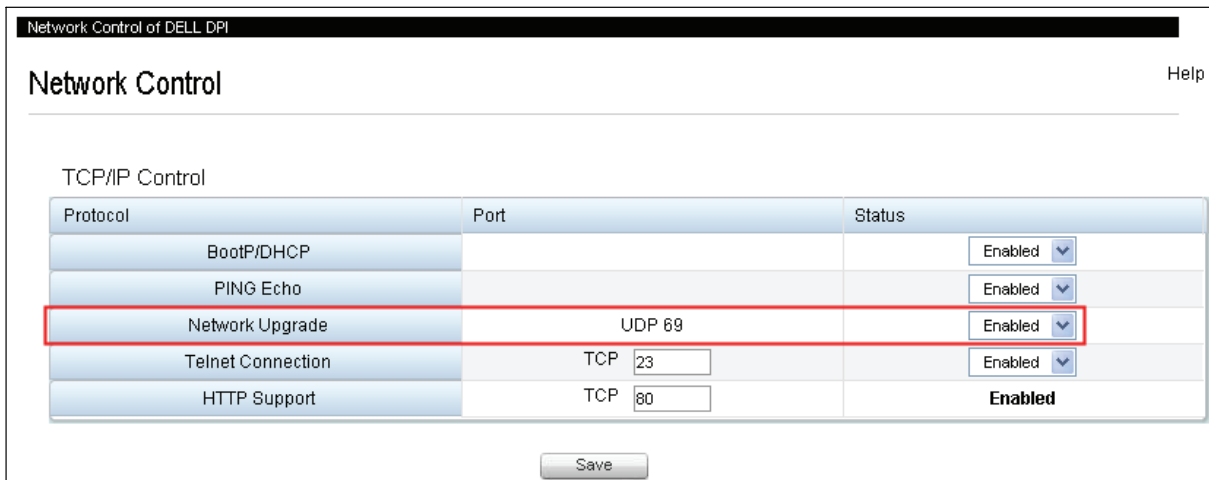 Network Control of DELL DPI
Help
Network Control
TCP/IP Control
Protocol Port Status
BootP/DHCP Enabled
PING Echo Enabled
Network Upgrade UDP 69 Enabled
Telnet Connection TCP 23 Enabled
HTTP Support TCP 80 Enabled
Save